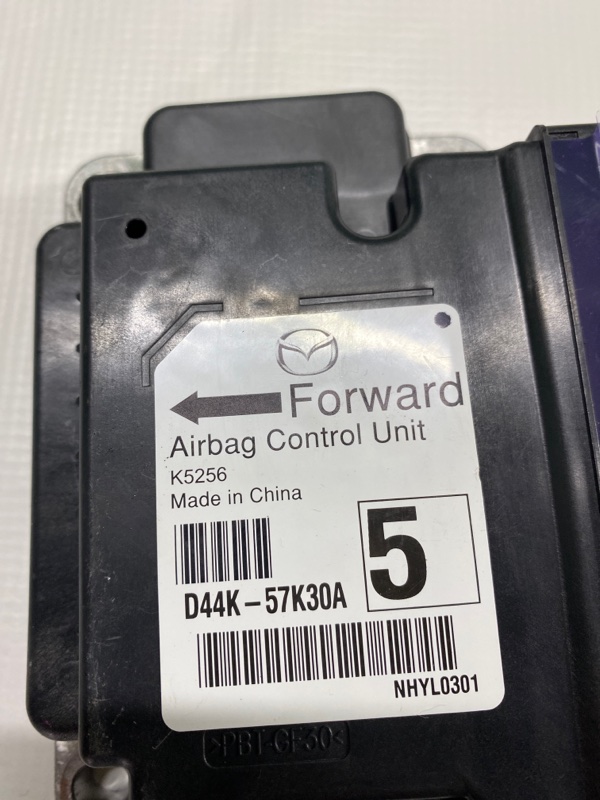 Forward
Airbag Control Unit
K5256
Made in China
5
D44K-57K30A
NHYL0301
>PBT-GF30<